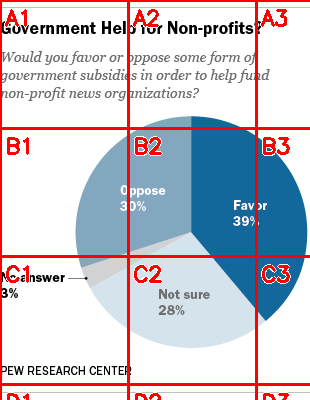 Government Help for Non-profits?
Would you favor or oppose some form of
government subsidies in order to help fund
non-profit news organizations?
Oppose
30%
Favor
39%
No answer
3%
Not sure
28%
PEW RESEARCH CENTER
A1
A2
A3
B1
B2
B3
C1
C2
C3
D1
D2
D3